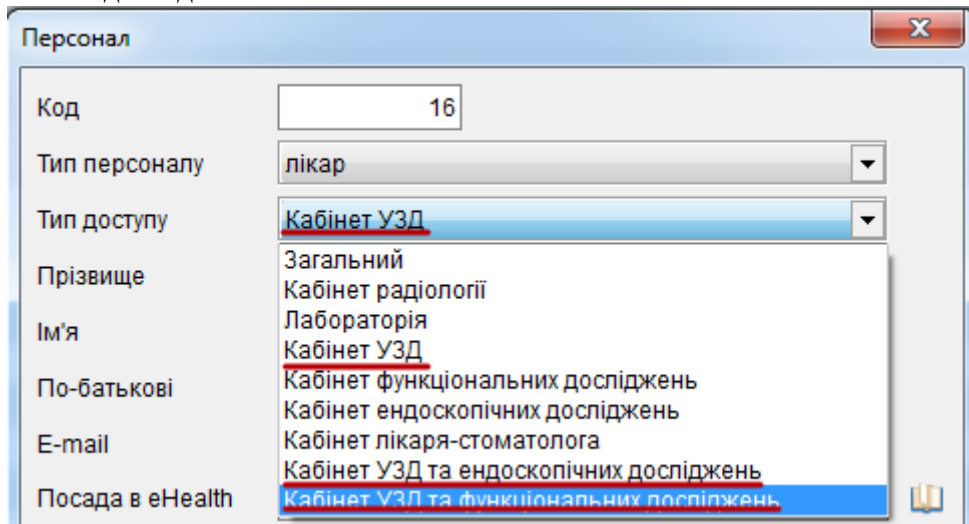 Персонал
Код 16
Тип персоналу лікар
Тип доступу Кабінет УЗД
Загальний
Прізвище
Кабінет радіології
Лабораторія
Ім'я
Кабінет УЗД
Кабінет функціональних досліджень
По-батькові
Кабінет ендоскопічних досліджень
E-mail Кабінет лікаря-стоматолога
Кабінет УЗД та ендоскопічних досліджень
Посада в eHealth Кабінет УЗД та функціональних досліджень